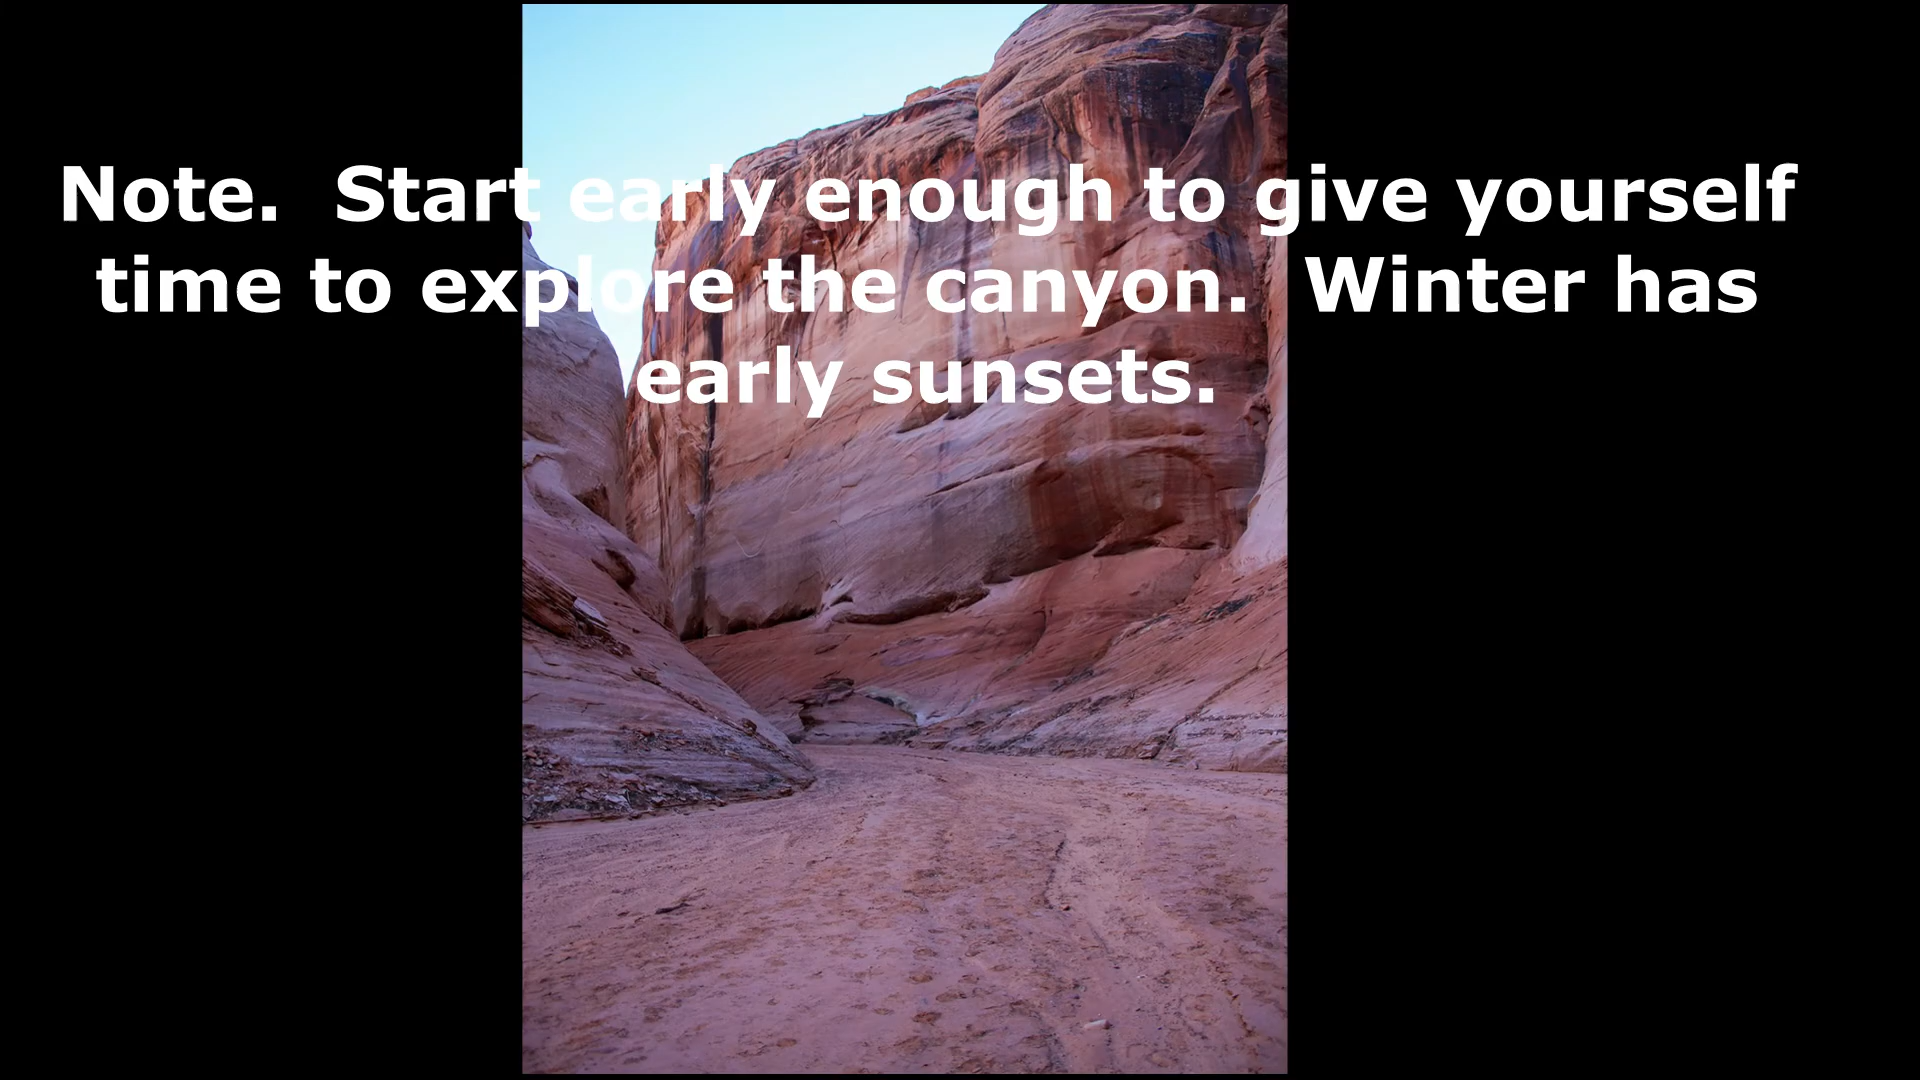 Note.  Start early enough to give yourself
time to explore the canyon.  Winter has
early sunsets.